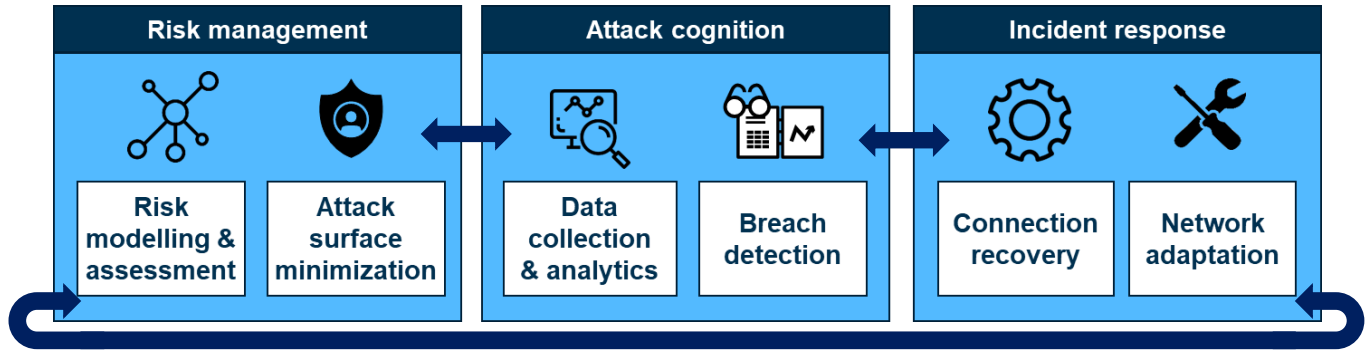 Risk management
Attack cognition
Incident response
Risk
modelling &
assessment
Attack
surface
minimization
Data
collection
& analytics
Breach
detection
Connection
recovery
Network
adaptation